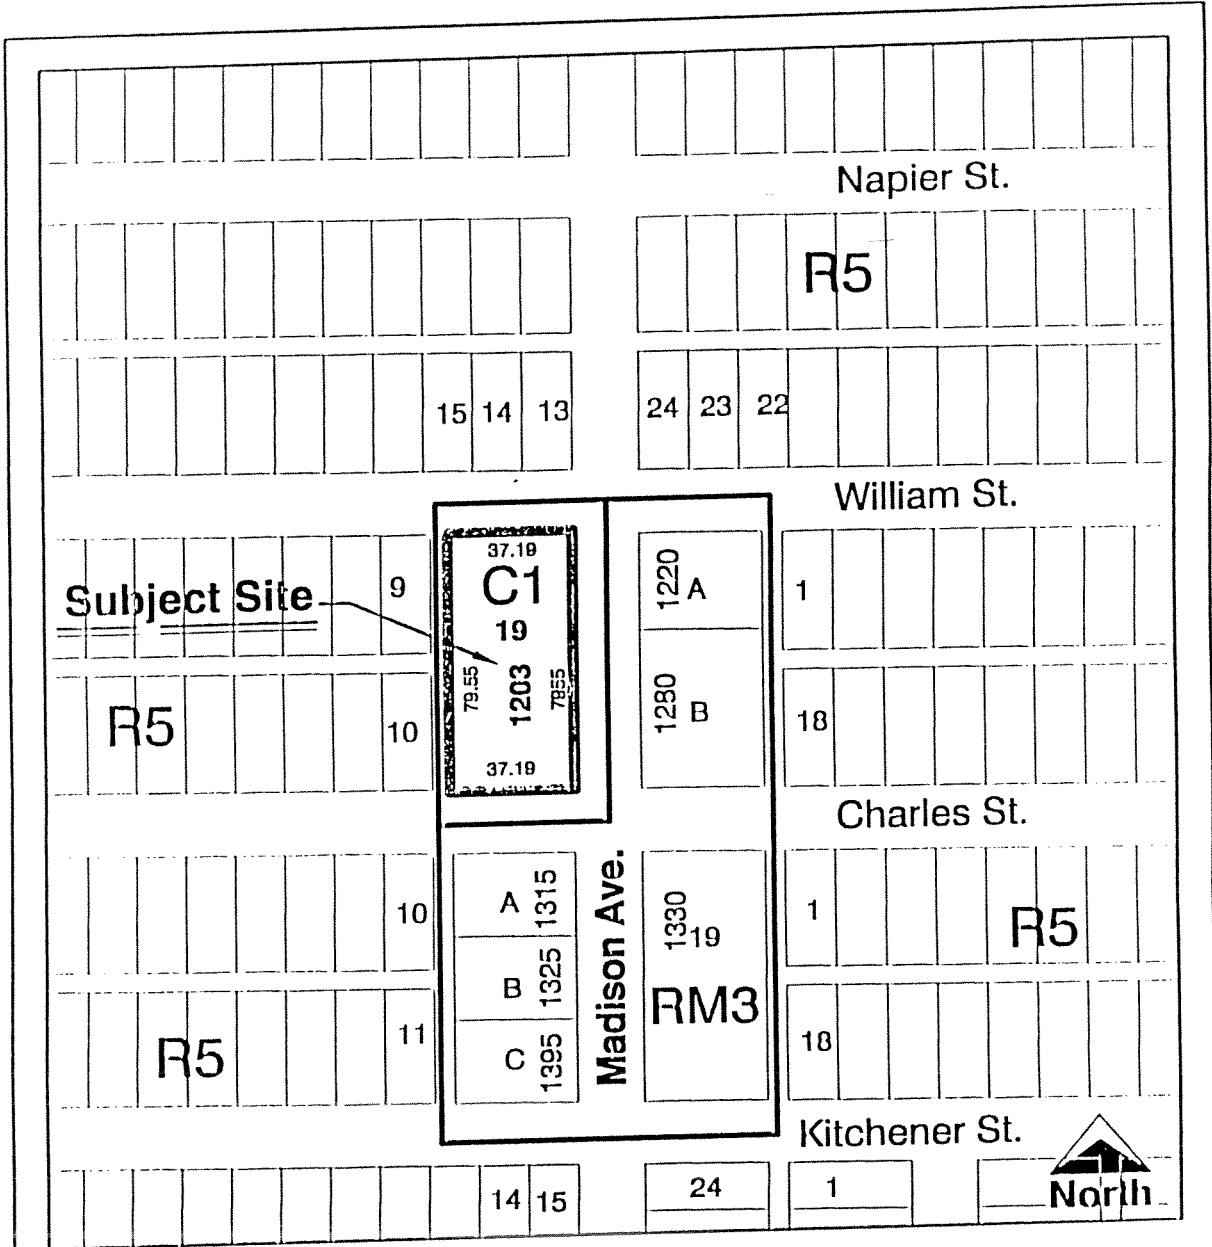 Napier St.
R5
15 14 13 24 23 22
William St.
Subject Site
9
37.19
C1
19
1203
79.55
7955
37.19
1220 A
1280 B
1
18
R5
10
Charles St.
10
A 1315
B 1325
C 1395
Madison Ave.
1330
19
RM3
1
R5
11
R5
18
Kitchener St.
14 15 24 1
North